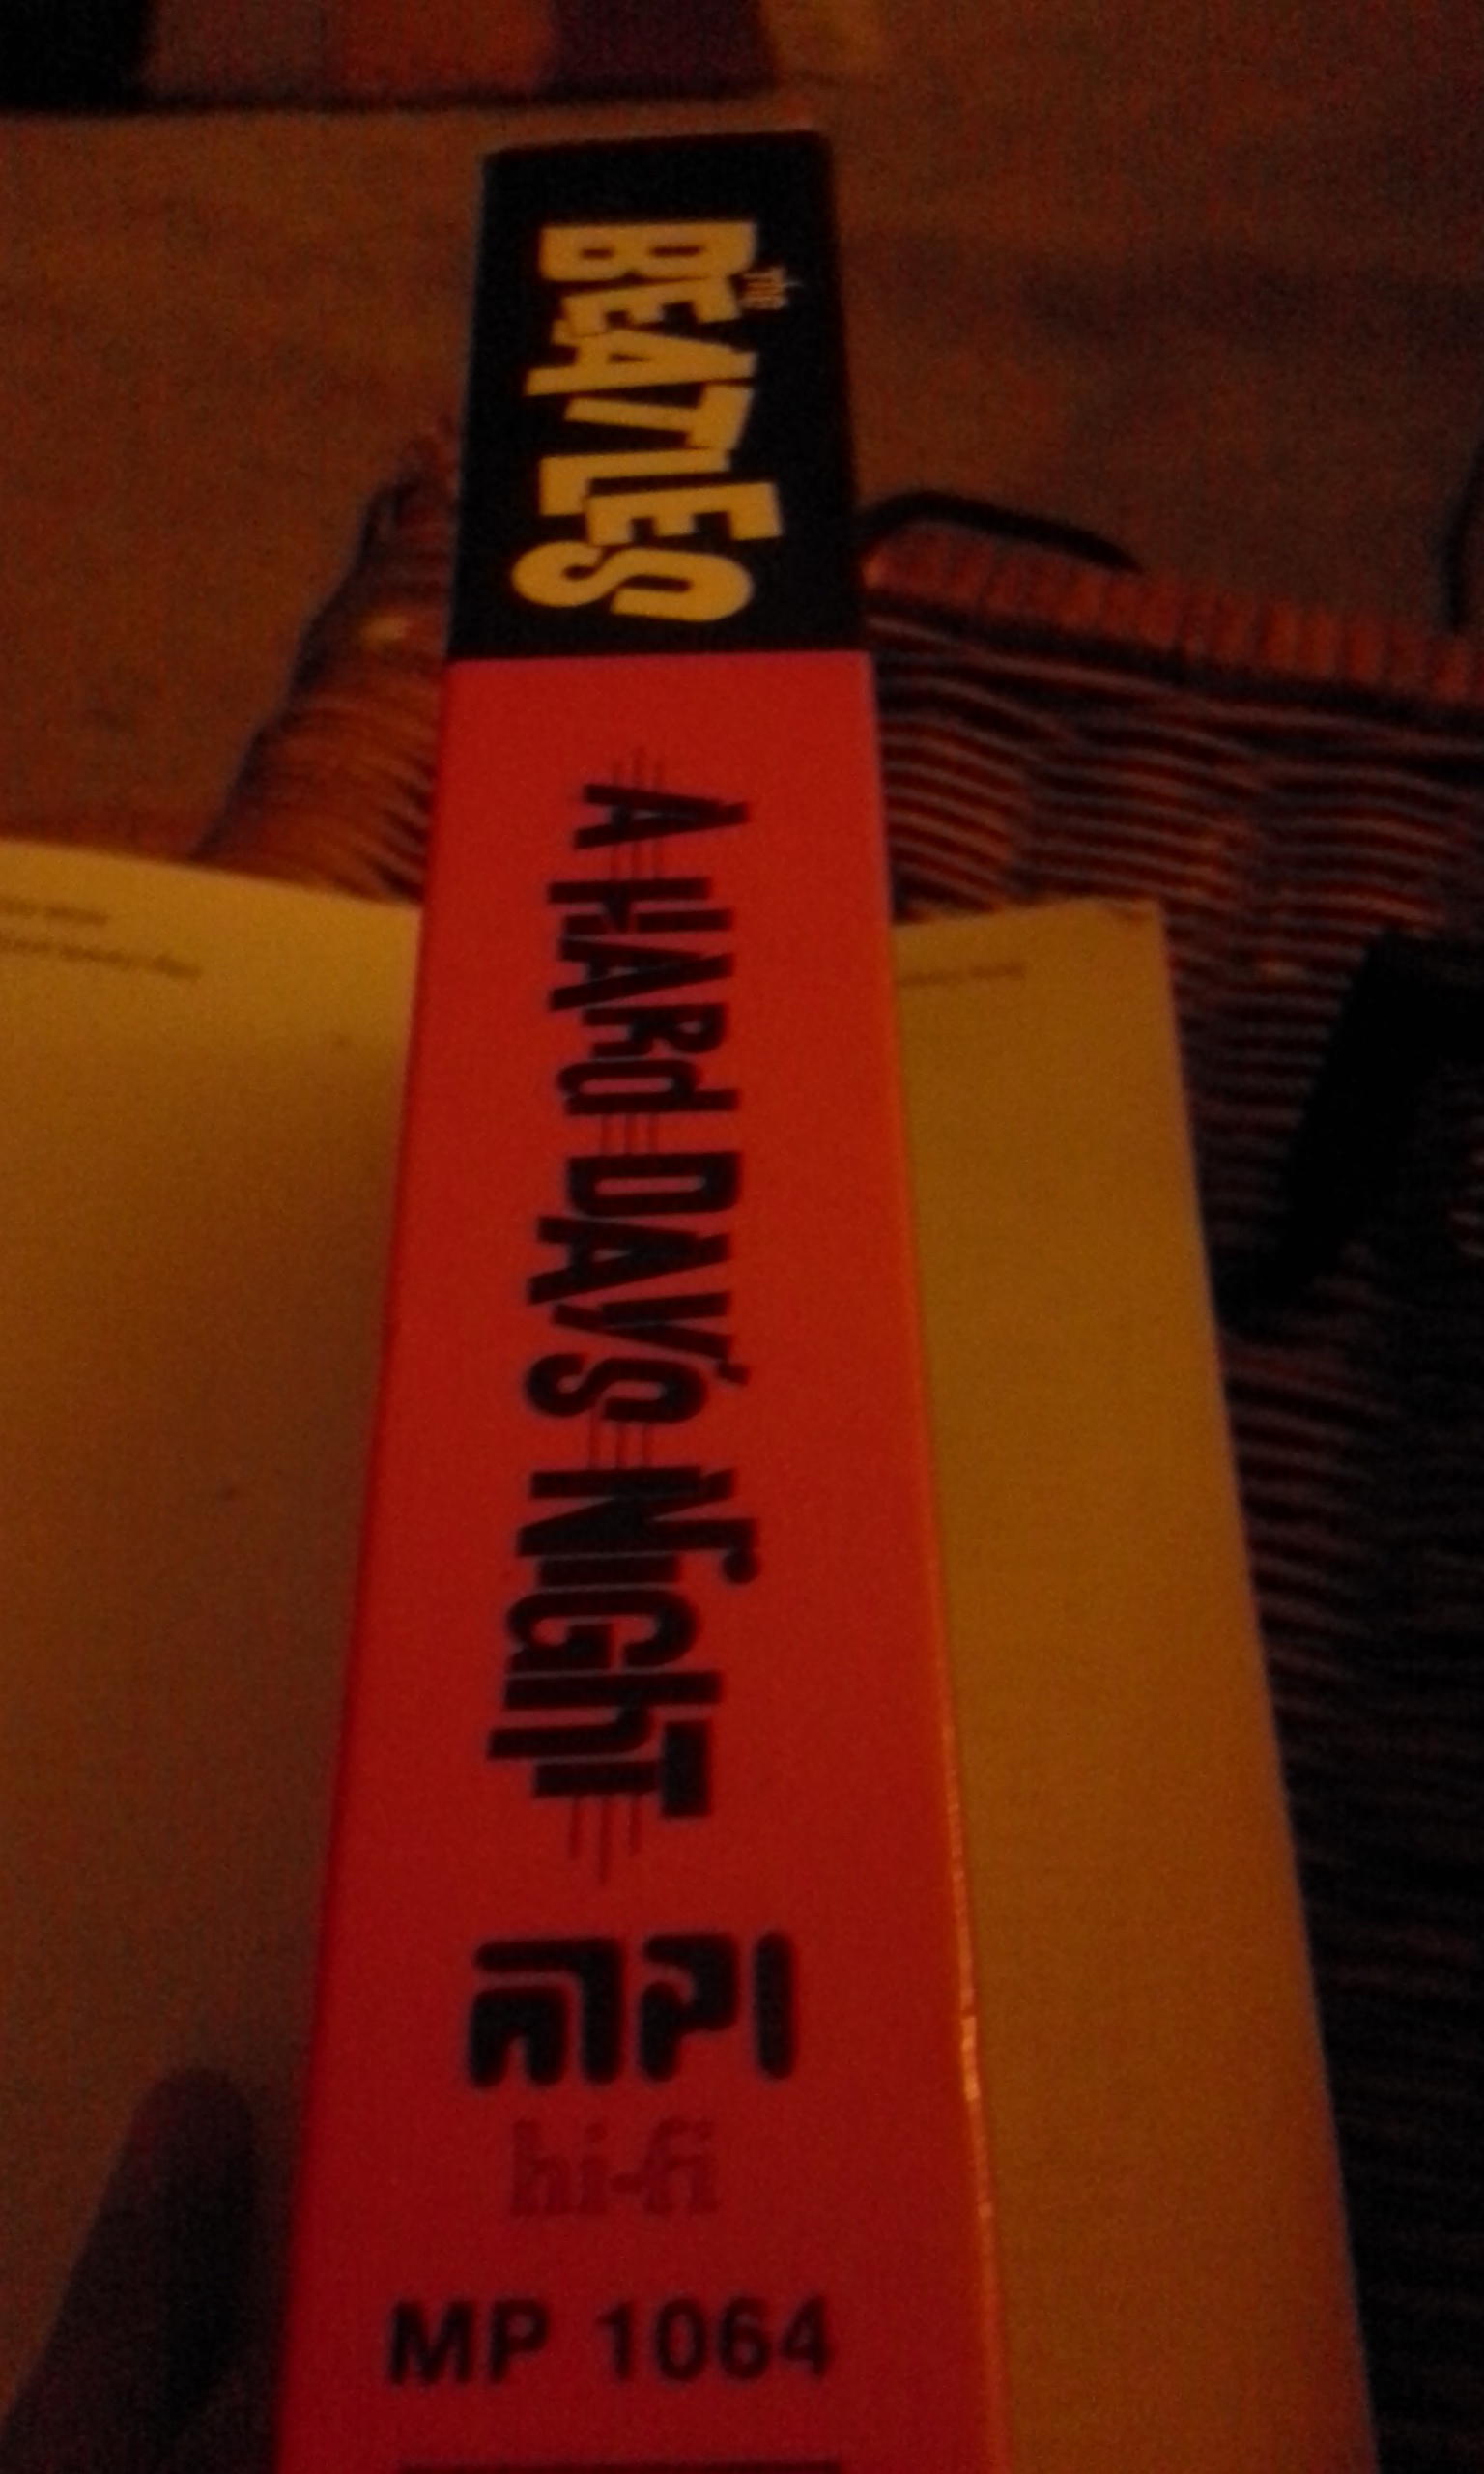 THE
BEATLES
A HARd DAY'S NiGhT
MPI
hi-fi
MP 1064